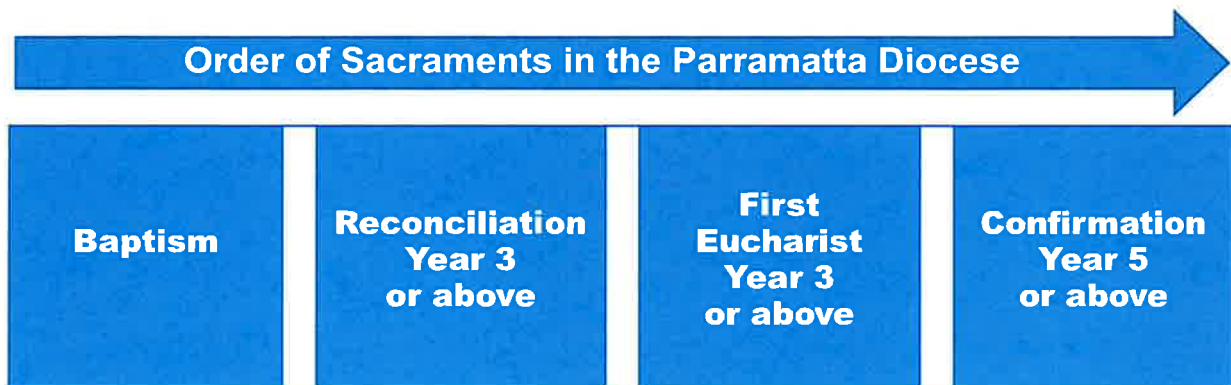 Order of Sacraments in the Parramatta Diocese
Baptism
Reconciliation
Year 3
or above
First
Eucharist
Year 3
or above
Confirmation
Year 5
or above